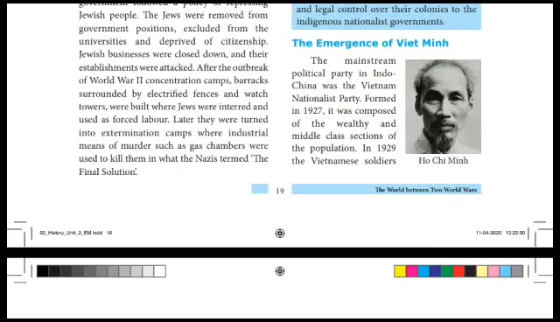 government followed a policy of repressing
Jewish people. The Jews were removed from
government positions, excluded from the
universities and deprived of citizenship.
Jewish businesses were closed down, and their
establishments were attacked. After the outbreak
of World War II concentration camps, barracks
surrounded by electrified fences and watch
towers, were built where Jews were interred and
used as forced labour. Later they were turned
into extermination camps where industrial
means of murder such as gas chambers were
used to kill them in what the Nazis termed ‘The
Final Solution’.
and legal control over their colonies to the
indigenous nationalist governments.
The Emergence of Viet Minh
The mainstream
political party in Indo-
China was the Vietnam
Nationalist Party. Formed
in 1927, it was composed
of the wealthy and
middle class sections of
the population. In 1929
the Vietnamese soldiers
Ho Chi Minh
19
The World between Two World Wars
02_History_Unit_2_EM.indd 19
11-04-2020 12:22:30